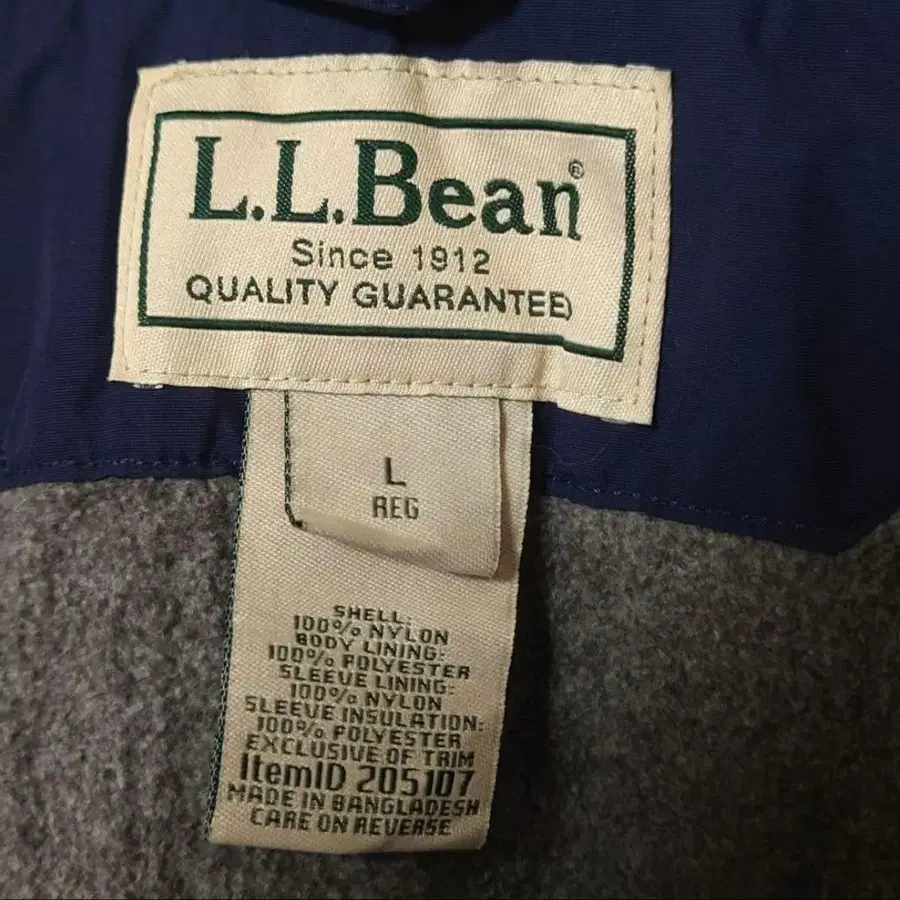 L.L.Bean®
Since 1912
QUALITY GUARANTEED
L
REG
SHELL:
100% NYLON
BODY LINING:
100% POLYESTER
SLEEVE LINING:
100% NYLON
SLEEVE INSULATION:
100% POLYESTER
EXCLUSIVE OF TRIM
ItemID 205107
MADE IN BANGLADESH
CARE ON REVERSE